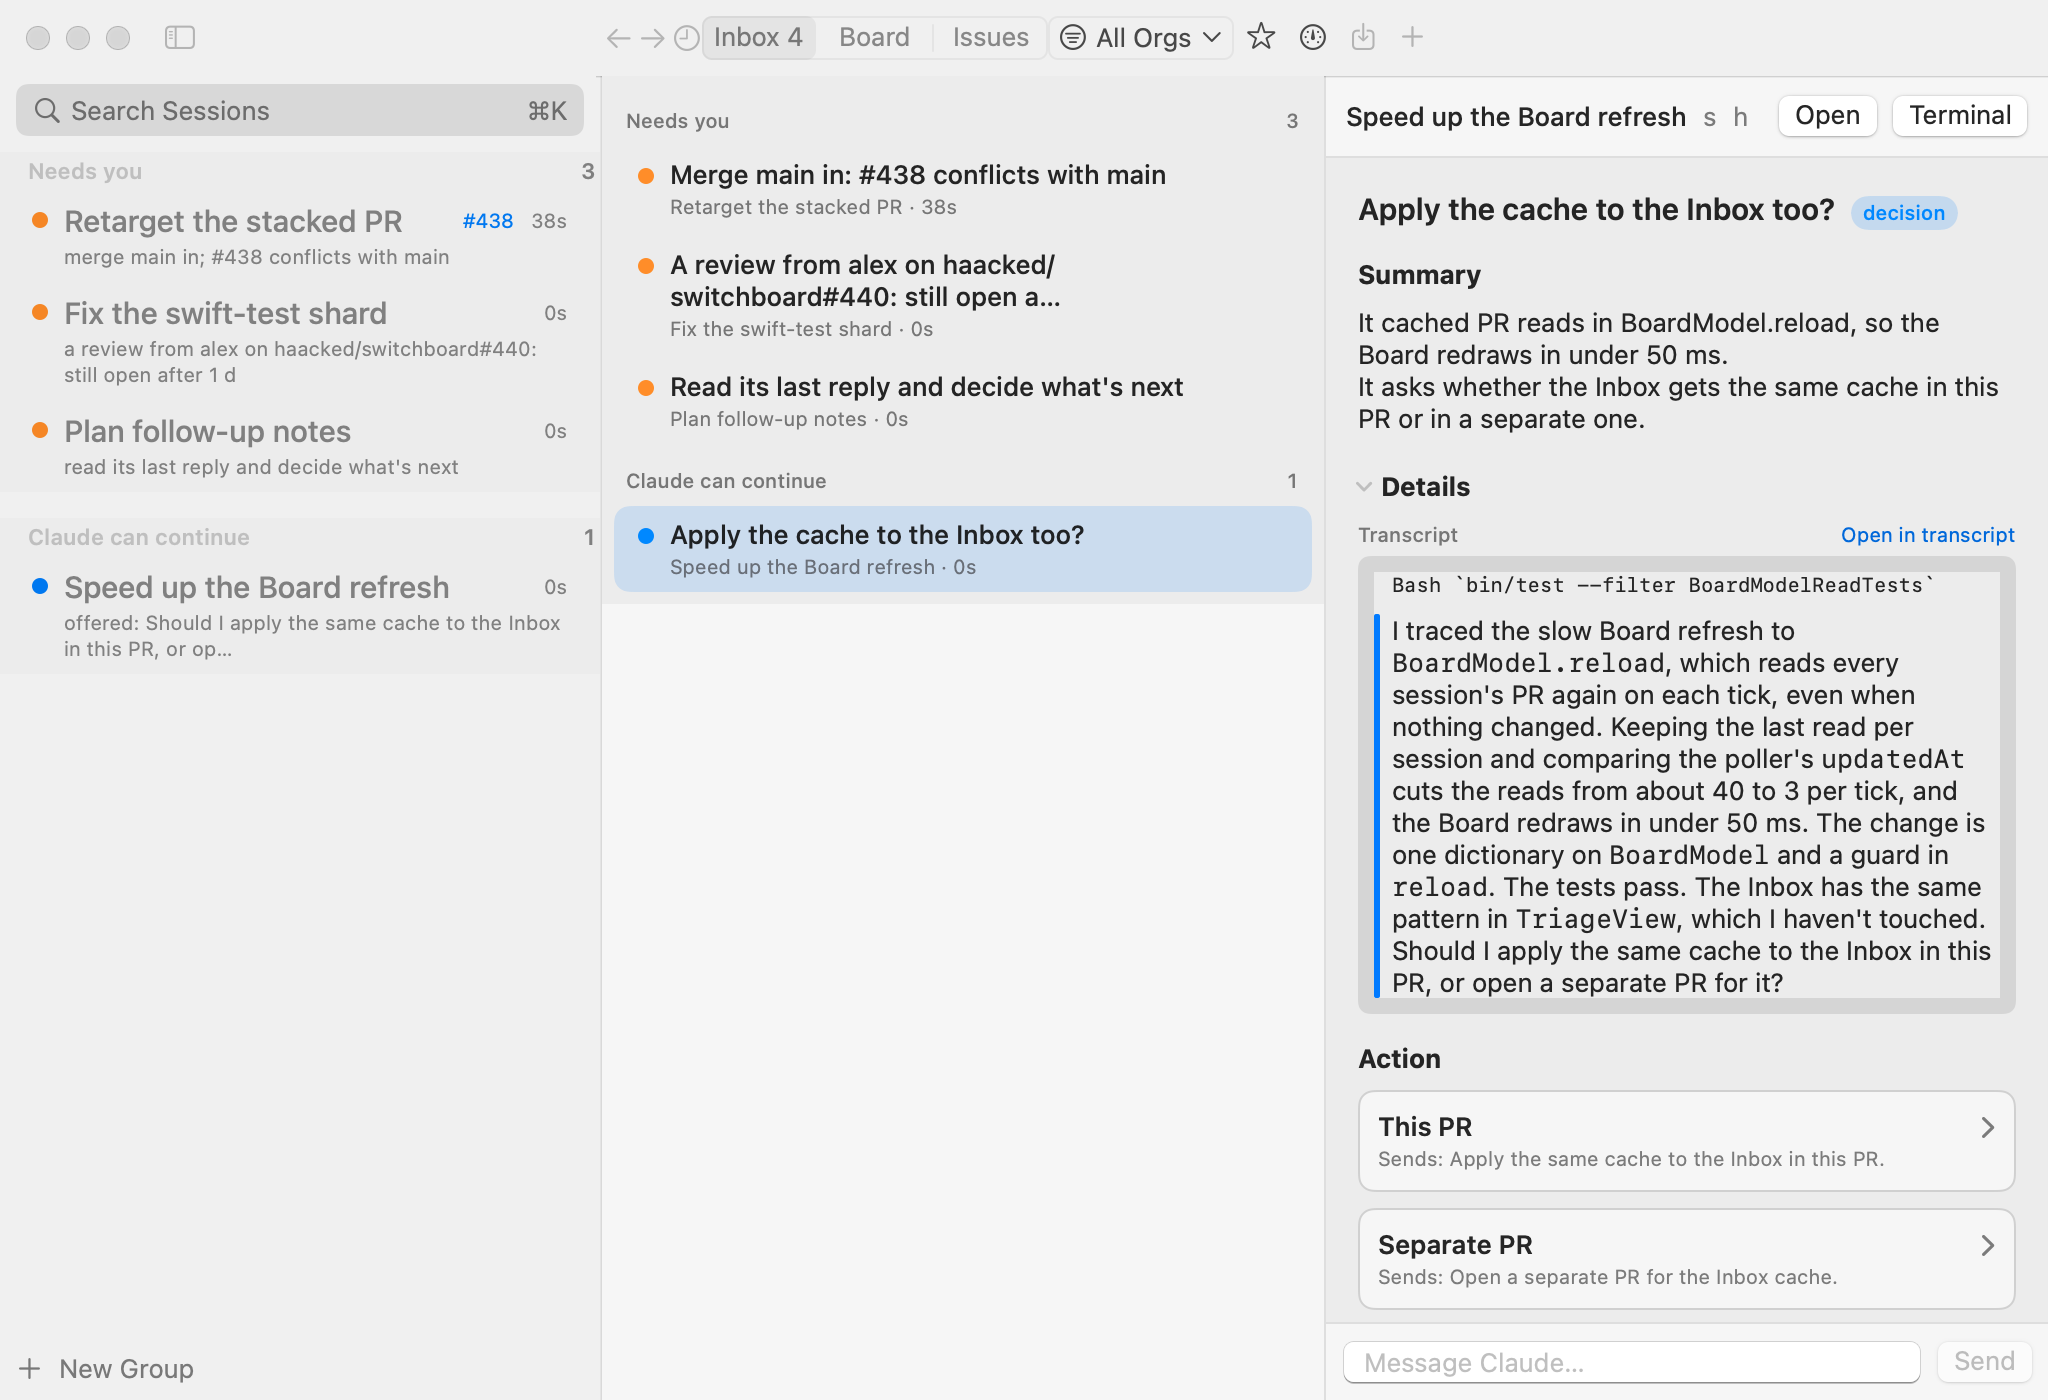 Inbox 4
Board
Issues
All Orgs
Search Sessions
⌘K
Needs you
3
Retarget the stacked PR
#438
38s
merge main in; #438 conflicts with main
Fix the swift-test shard
0s
a review from alex on haacked/switchboard#440:
still open after 1 d
Plan follow-up notes
0s
read its last reply and decide what's next
Claude can continue
1
Speed up the Board refresh
0s
offered: Should I apply the same cache to the Inbox
in this PR, or op...
New Group
Needs you
3
Merge main in: #438 conflicts with main
Retarget the stacked PR · 38s
A review from alex on haacked/
switchboard#440: still open a...
Fix the swift-test shard · 0s
Read its last reply and decide what's next
Plan follow-up notes · 0s
Claude can continue
1
Apply the cache to the Inbox too?
Speed up the Board refresh · 0s
Speed up the Board refresh
s h
Open
Terminal
Apply the cache to the Inbox too?
decision
Summary
It cached PR reads in BoardModel.reload, so the
Board redraws in under 50 ms.
It asks whether the Inbox gets the same cache in this
PR or in a separate one.
Details
Transcript
Open in transcript
Bash `bin/test --filter BoardModelReadTests`
I traced the slow Board refresh to
BoardModel.reload, which reads every
session's PR again on each tick, even when
nothing changed. Keeping the last read per
session and comparing the poller's updatedAt
cuts the reads from about 40 to 3 per tick, and
the Board redraws in under 50 ms. The change is
one dictionary on BoardModel and a guard in
reload. The tests pass. The Inbox has the same
pattern in TriageView, which I haven't touched.
Should I apply the same cache to the Inbox in this
PR, or open a separate PR for it?
Action
This PR
Sends: Apply the same cache to the Inbox in this PR.
Separate PR
Sends: Open a separate PR for the Inbox cache.
Message Claude...
Send